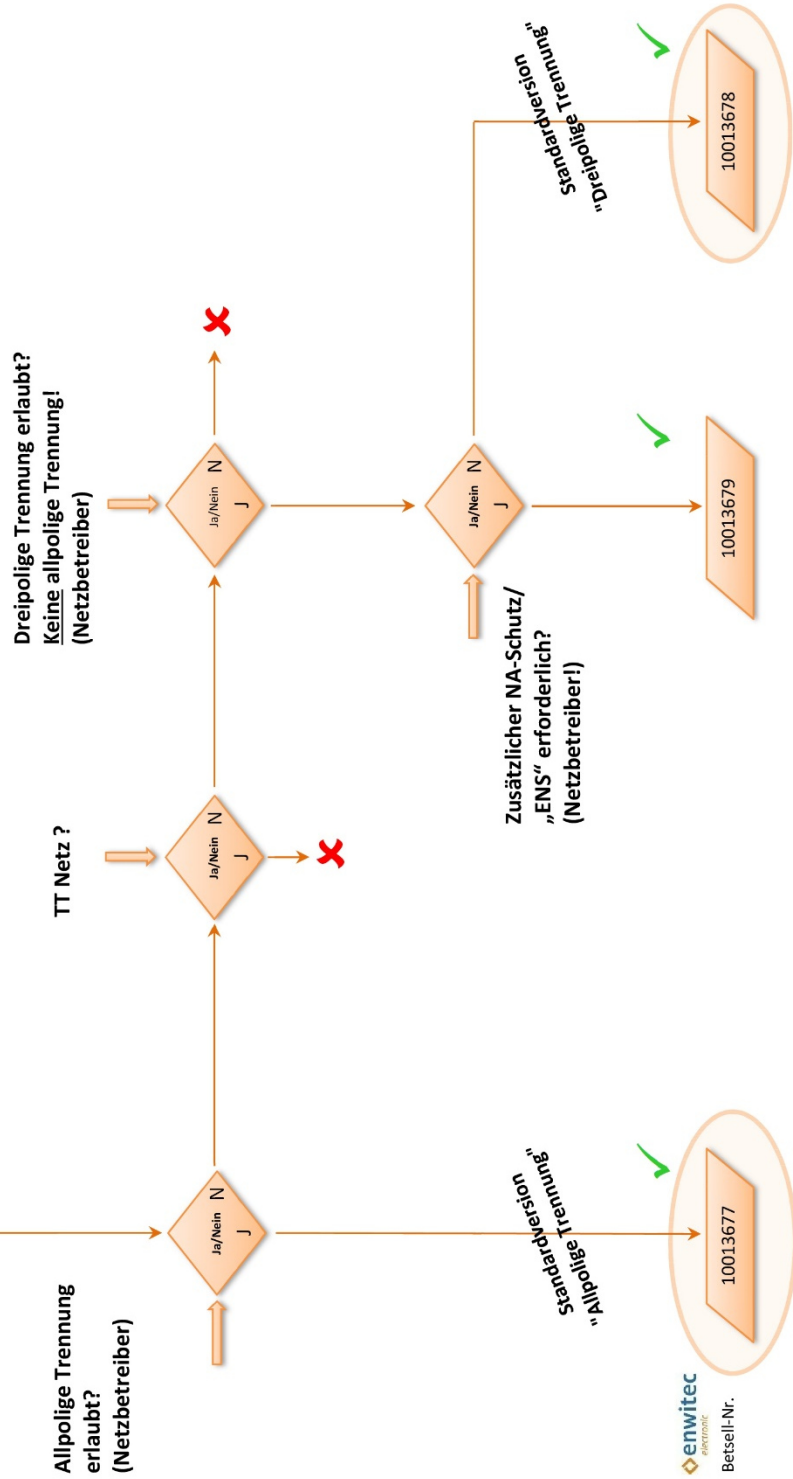 Allpolige Trennung
erlaubt?
(Netzbetreiber)
Ja/Nein
N
J
TT Netz ?
Ja/Nein
N
J
Dreipolige Trennung erlaubt?
Keine allpolige Trennung!
(Netzbetreiber)
Ja/Nein
N
J
Zusätzlicher NA-Schutz/
„ENS“ erforderlich?
(Netzbetreiber!)
Ja/Nein
N
J
Standardversion
"Allpolige Trennung"
Standardversion
"Dreipolige Trennung"
enwitec
electronic
Betsell-Nr.
10013677
10013679
10013678